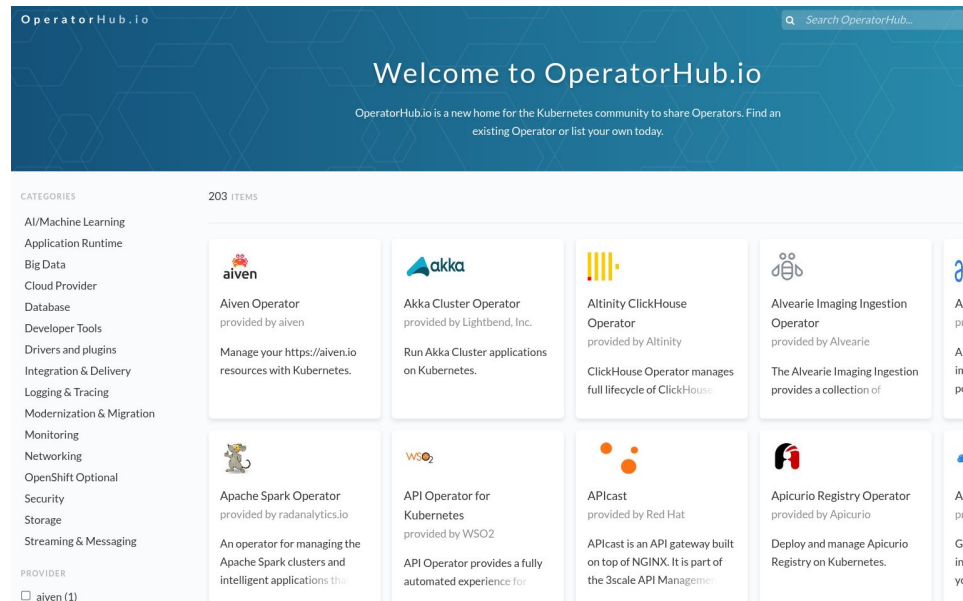 OperatorHub.io
Search OperatorHub...
Welcome to OperatorHub.io
OperatorHub.io is a new home for the Kubernetes community to share Operators. Find an
existing Operator or list your own today.
CATEGORIES
AI/Machine Learning
Application Runtime
Big Data
Cloud Provider
Database
Developer Tools
Drivers and plugins
Integration & Delivery
Logging & Tracing
Modernization & Migration
Monitoring
Networking
OpenShift Optional
Security
Storage
Streaming & Messaging
PROVIDER
aiven (1)
203 ITEMS
aiven
Aiven Operator
provided by aiven
Manage your https://aiven.io
resources with Kubernetes.
akka
Akka Cluster Operator
provided by Lightbend, Inc.
Run Akka Cluster applications
on Kubernetes.
Altinity ClickHouse
Operator
provided by Altinity
ClickHouse Operator manages
full lifecycle of ClickHouse
Alvearie Imaging Ingestion
Operator
provided by Alvearie
The Alvearie Imaging Ingestion
provides a collection of
Apache Spark Operator
provided by radanalytics.io
An operator for managing the
Apache Spark clusters and
intelligent applications that
WSO2
API Operator for
Kubernetes
provided by WSO2
API Operator provides a fully
automated experience for
APIcast
provided by Red Hat
APIcast is an API gateway built
on top of NGINX. It is part of
the 3scale API Management
Apicurio Registry Operator
provided by Apicurio
Deploy and manage Apicurio
Registry on Kubernetes.